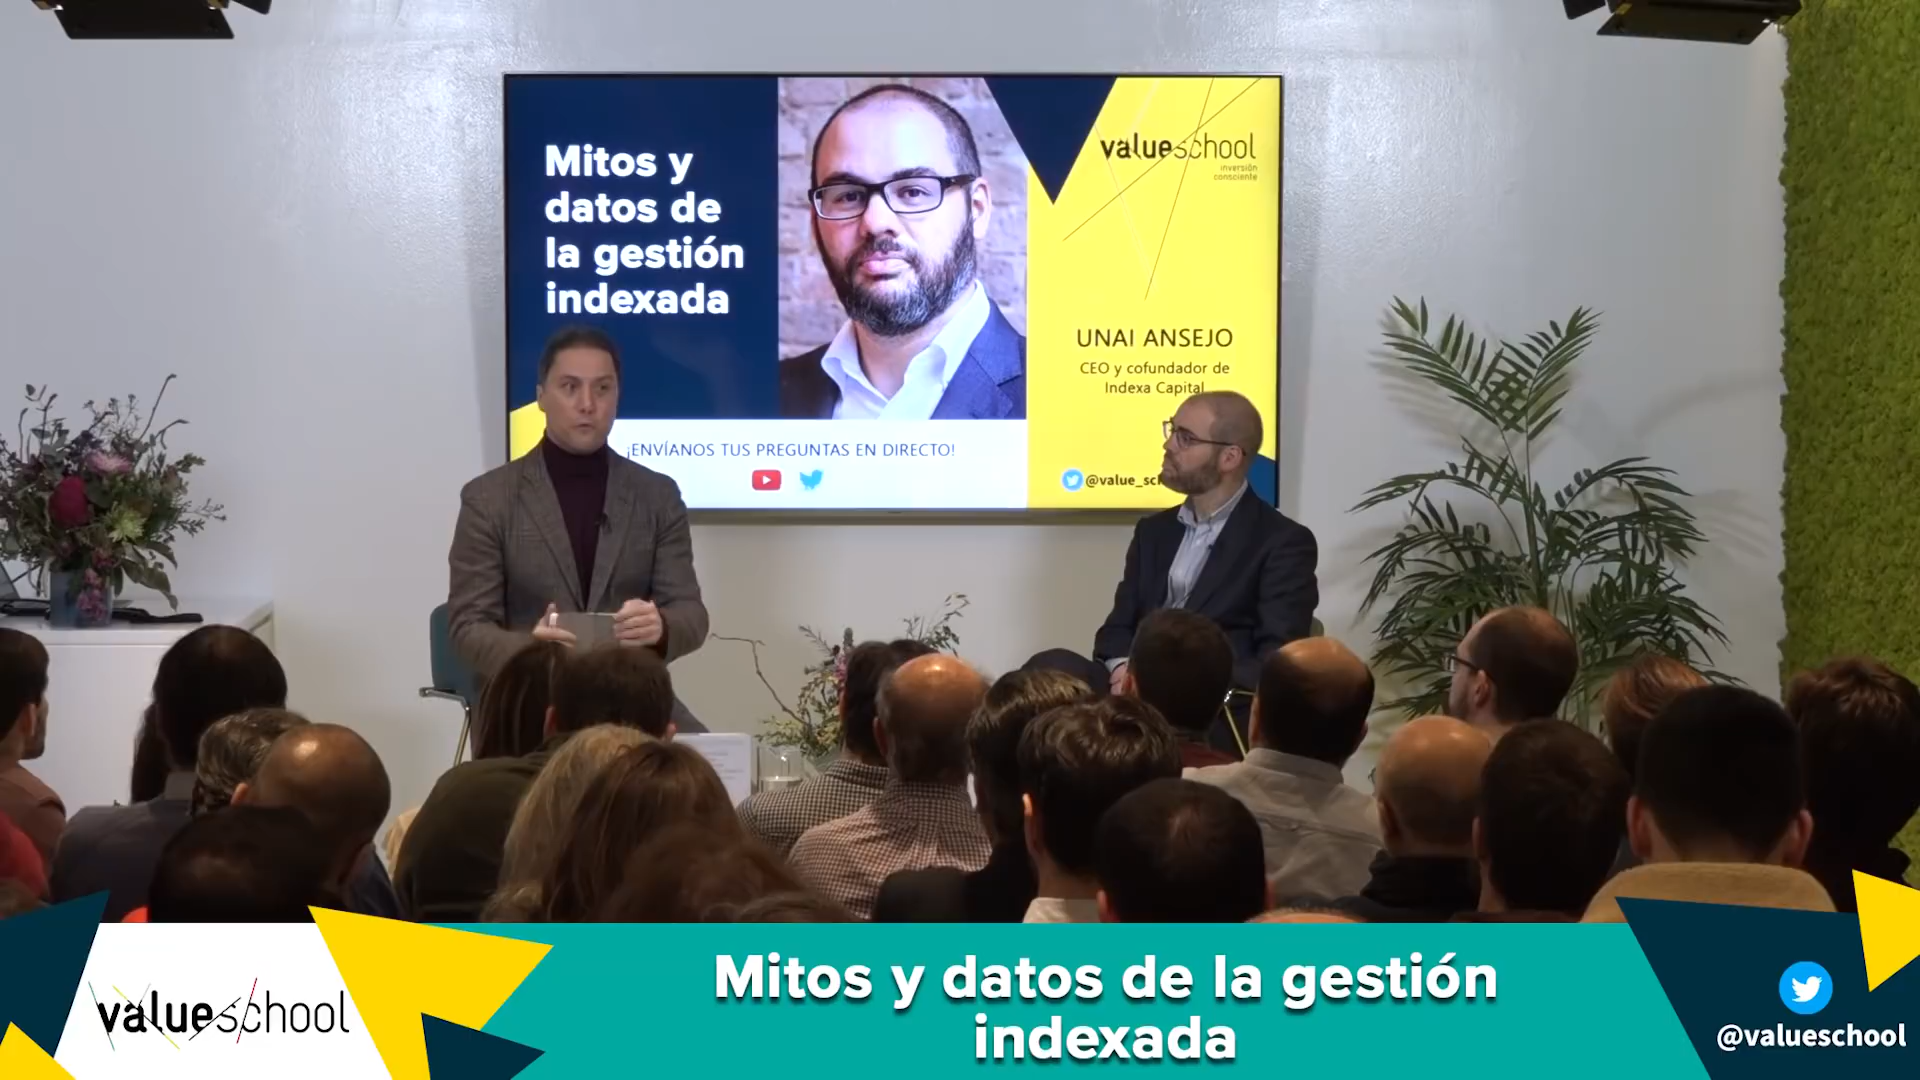 Mitos y
datos de
la gestión
indexada
valueschool
inversión
consciente
UNAI ANSEJO
CEO y cofundador de
Indexa Capital
¡ENVÍANOS TUS PREGUNTAS EN DIRECTO!
@value_sc
valueschool
Mitos y datos de la gestión
indexada
@valueschool